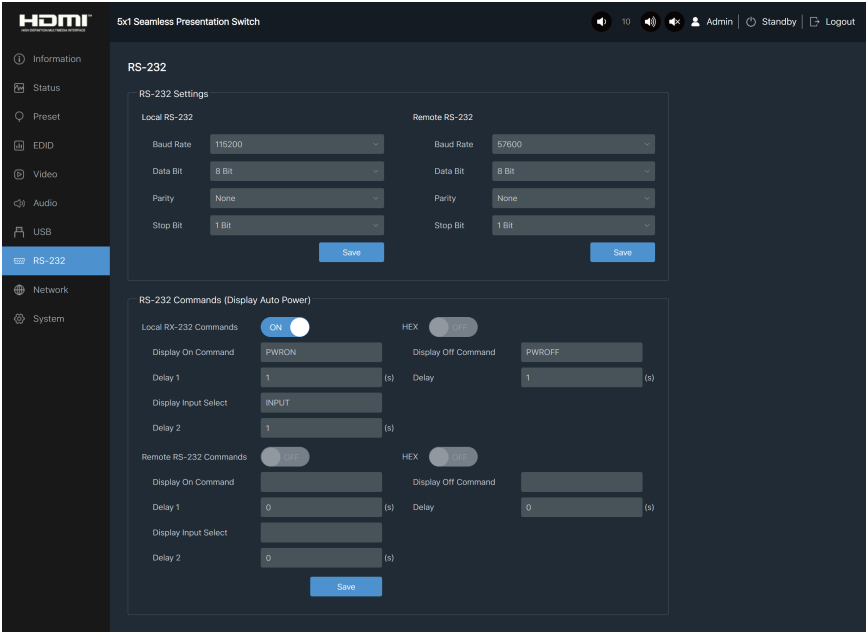 HDMI™
HIGH-DEFINITION MULTIMEDIA INTERFACE
5x1 Seamless Presentation Switch
10
Admin
Standby
Logout
Information
Status
Preset
EDID
Video
Audio
USB
RS-232
Network
System
RS-232
RS-232 Settings
Local RS-232
Baud Rate 115200
Data Bit 8 Bit
Parity None
Stop Bit 1 Bit
Save
Remote RS-232
Baud Rate 57600
Data Bit 8 Bit
Parity None
Stop Bit 1 Bit
Save
RS-232 Commands (Display Auto Power)
Local RX-232 Commands ON HEX OFF
Display On Command PWRON Display Off Command PWROFF
Delay 1 1 (s) Delay 1 (s)
Display Input Select INPUT
Delay 2 1 (s)
Remote RS-232 Commands OFF HEX OFF
Display On Command Display Off Command
Delay 1 0 (s) Delay 0 (s)
Display Input Select
Delay 2 0 (s)
Save